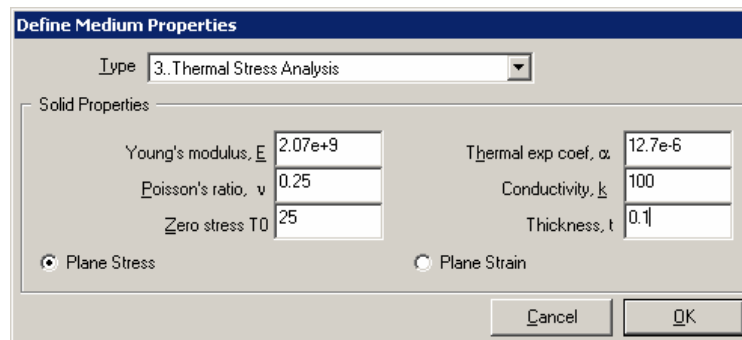 Define Medium Properties
Type 3..Thermal Stress Analysis
Solid Properties
Young's modulus, E 2.07e+9 Thermal exp coef, α 12.7e-6
Poisson's ratio, ν 0.25 Conductivity, k 100
Zero stress T0 25 Thickness, t 0.1
Plane Stress Plane Strain
Cancel OK